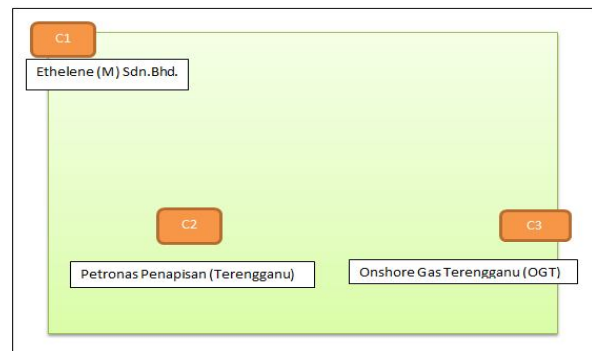 C1
Ethelene (M) Sdn.Bhd.
C2
C3
Petronas Penapisan (Terengganu)
Onshore Gas Terengganu (OGT)